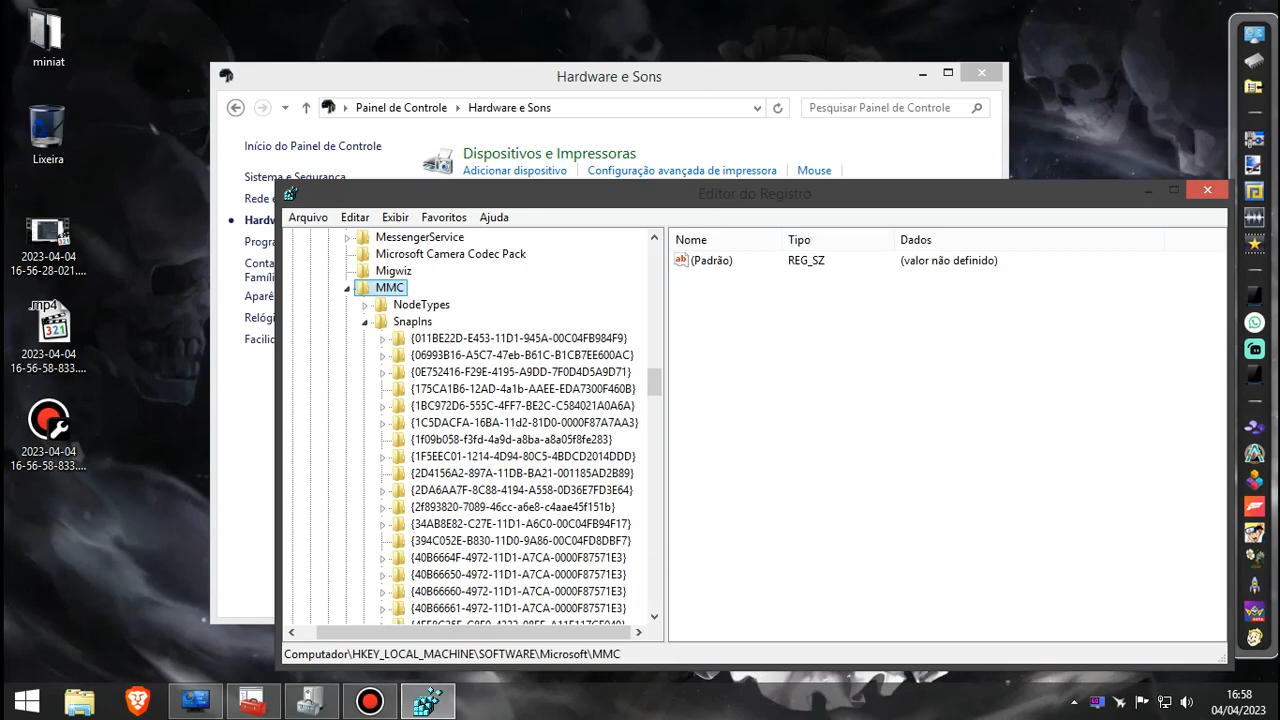 miniat
Lixeira
2023-04-04
16-56-28-021....
.mp4
321
2023-04-04
16-56-58-833....
2023-04-04
16-56-58-833....
Hardware e Sons
Painel de Controle
Hardware e Sons
Pesquisar Painel de Controle
Início do Painel de Controle
Sistema e Segurança
Rede e
Hardw
Progra
Conta
Famíli
Aparê
Relóg
Facilio
Dispositivos e Impressoras
Adicionar dispositivo
Configuração avançada de impressora
Mouse
Editor do Registro
Arquivo
Editar
Exibir
Favoritos
Ajuda
MessengerService
Microsoft Camera Codec Pack
Migwiz
MMC
NodeTypes
SnapIns
{011BE22D-E453-11D1-945A-00C04FB984F9}
{06993B16-A5C7-47eb-B61C-B1CB7EE600AC}
{0E752416-F29E-4195-A9DD-7F0D4D5A9D71}
{175CA1B6-12AD-4a1b-AAEE-EDA7300F460B}
{1BC972D6-555C-4FF7-BE2C-C584021A0A6A}
{1C5DACFA-16BA-11d2-81D0-0000F87A7AA3}
{1f09b058-f3fd-4a9d-a8ba-a8a05f8fe283}
{1F5EEC01-1214-4D94-80C5-4BDCD2014DDD}
{2D4156A2-897A-11DB-BA21-001185AD2B89}
{2DA6AA7F-8C88-4194-A558-0D36E7FD3E64}
{2f893820-7089-46cc-a6e8-c4aae45f151b}
{34AB8E82-C27E-11D1-A6C0-00C04FB94F17}
{394C052E-B830-11D0-9A86-00C04FD8DBF7}
{40B6664F-4972-11D1-A7CA-0000F87571E3}
{40B66650-4972-11D1-A7CA-0000F87571E3}
{40B66660-4972-11D1-A7CA-0000F87571E3}
{40B66661-4972-11D1-A7CA-0000F87571E3}
Nome
Tipo
Dados
(Padrão)
REG_SZ
(valor não definido)
Computador\HKEY_LOCAL_MACHINE\SOFTWARE\Microsoft\MMC
16:58
04/04/2023